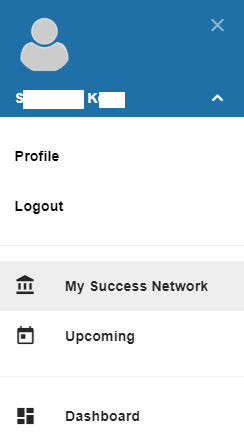 S K
Profile
Logout
My Success Network
Upcoming
Dashboard